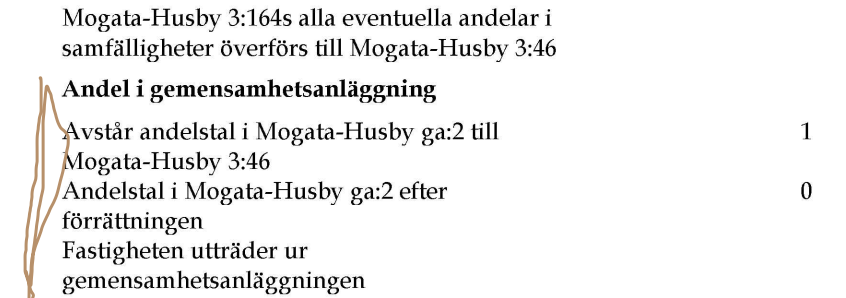 Mogata-Husby 3:164s alla eventuella andelar i
samfälligheter överförs till Mogata-Husby 3:46
Andel i gemensamhetsanläggning
Avstår andelstal i Mogata-Husby ga:2 till 1
Mogata-Husby 3:46
Andelstal i Mogata-Husby ga:2 efter 0
förrättningen
Fastigheten utträder ur
gemensamhetsanläggningen